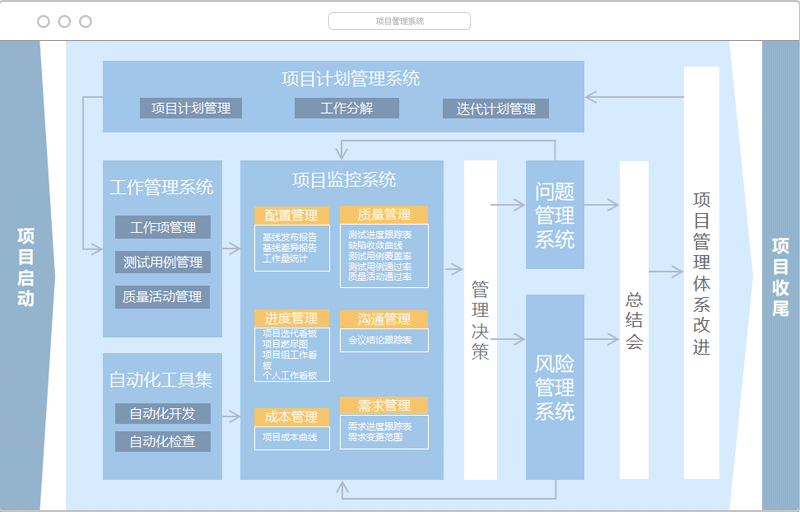 项目管理系统
项目启动
项目计划管理系统
项目计划管理
工作分解
迭代计划管理
工作管理系统
工作项管理
测试用例管理
质量活动管理
自动化工具集
自动化开发
自动化检查
项目监控系统
配置管理
基线发布报告
基线差异报告
工作量统计
质量管理
测试进度跟踪表
缺陷收敛曲线
测试用例覆盖率
测试用例通过率
质量活动通过率
进度管理
项目迭代看板
项目燃尽图
项目组工作看
板
个人工作看板
沟通管理
会议结论跟踪表
成本管理
项目成本曲线
需求管理
需求进度跟踪表
需求变更范围
管理决策
问题
管理
系统
风险
管理
系统
总结会
项目管理体系改进
项目收尾